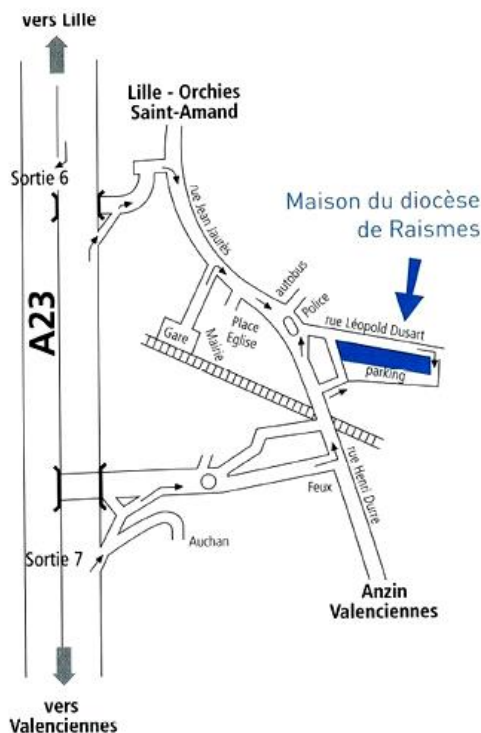 vers Lille
Lille - Orchies
Saint-Amand
Sortie 6
rue Jean Jaurès
Maison du diocèse
de Raismes
autobus
Police
rue Léopold Dusart
A23
Place
Eglise
Mairie
Gare
parking
rue Henri Durre
Feux
Auchan
Sortie 7
Anzin
Valenciennes
vers
Valenciennes